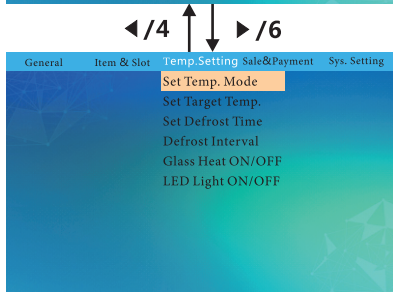 ◀/4 ▶/6
General Item & Slot Temp.Setting Sale&Payment Sys. Setting
Set Temp. Mode
Set Target Temp.
Set Defrost Time
Defrost Interval
Glass Heat ON/OFF
LED Light ON/OFF